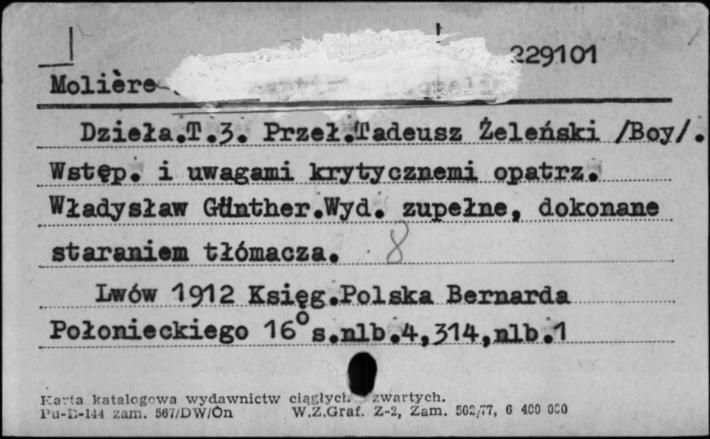 229101
Molière
Dzieła.T.3. Przeł.Tadeusz Żeleński /Boy/.
Wstęp. i uwagami krytycznemi opatrz.
Władysław Günther.Wyd. zupełne, dokonane
staraniem tłómacza. 8
Lwów 1912 Księg.Polska Bernarda
Połonieckiego 16° s.nlb.4,314,nlb.1
Karta katalogowa wydawnictw ciągłych zwartych.
Pu-B-144 zam. 567/DW/Ón W.Z.Graf. Z-2, Zam. 502/77, 6 400 000